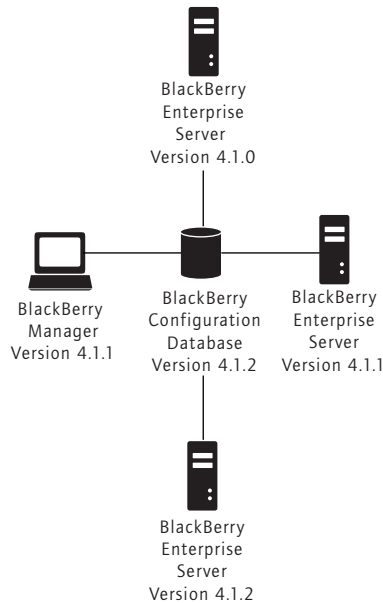 BlackBerry
Enterprise
Server
Version 4.1.0
BlackBerry
Manager
Version 4.1.1
BlackBerry
Configuration
Database
Version 4.1.2
BlackBerry
Enterprise
Server
Version 4.1.1
BlackBerry
Enterprise
Server
Version 4.1.2